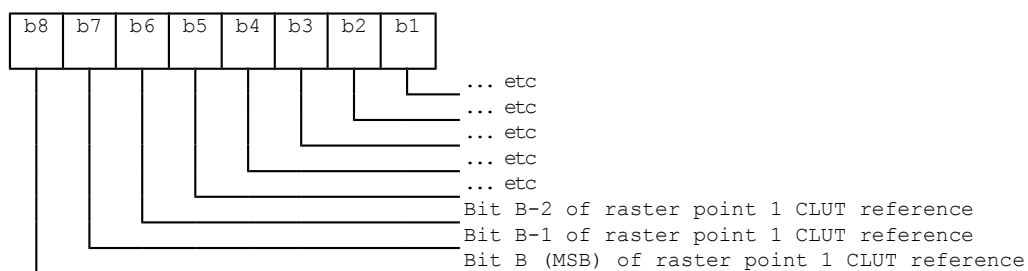 b8 b7 b6 b5 b4 b3 b2 b1
... etc
... etc
... etc
... etc
... etc
Bit B-2 of raster point 1 CLUT reference
Bit B-1 of raster point 1 CLUT reference
Bit B (MSB) of raster point 1 CLUT reference